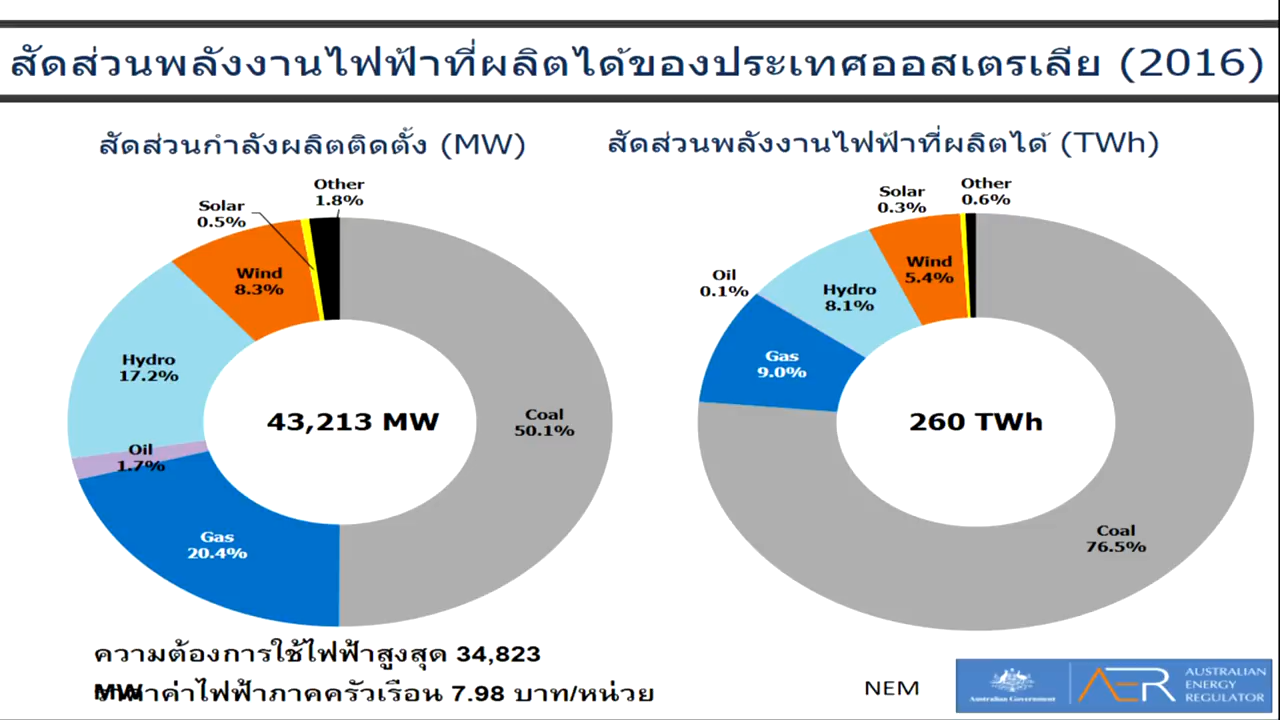 สัดส่วนพลังงานไฟฟ้าที่ผลิตได้ของประเทศออสเตรเลีย (2016)
สัดส่วนกำลังผลิตติดตั้ง (MW)
Other
1.8%
Solar
0.5%
Wind
8.3%
Hydro
17.2%
Oil
1.7%
Gas
20.4%
Coal
50.1%
43,213 MW
สัดส่วนพลังงานไฟฟ้าที่ผลิตได้ (TWh)
Other
0.6%
Solar
0.3%
Wind
5.4%
Oil
0.1%
Hydro
8.1%
Gas
9.0%
260 TWh
Coal
76.5%
ความต้องการใช้ไฟฟ้าสูงสุด 34,823
MW
ค่าไฟฟ้าภาคครัวเรือน 7.98 บาท/หน่วย
NEM
Australian Government
AER
AUSTRALIAN
ENERGY
REGULATOR